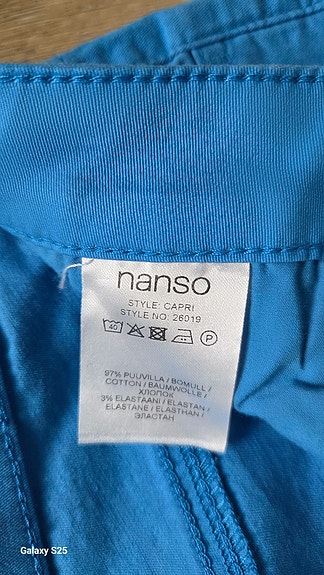 nanso
STYLE: CAPRI
STYLE NO: 26019
40 P
97% PUUVILLA / BOMULL /
COTTON / BAUMWOLLE /
ХЛОПОК
3% ELASTAANI / ELASTAN /
ELASTANE / ELASTHAN /
ЭЛАСТАН
Galaxy S25